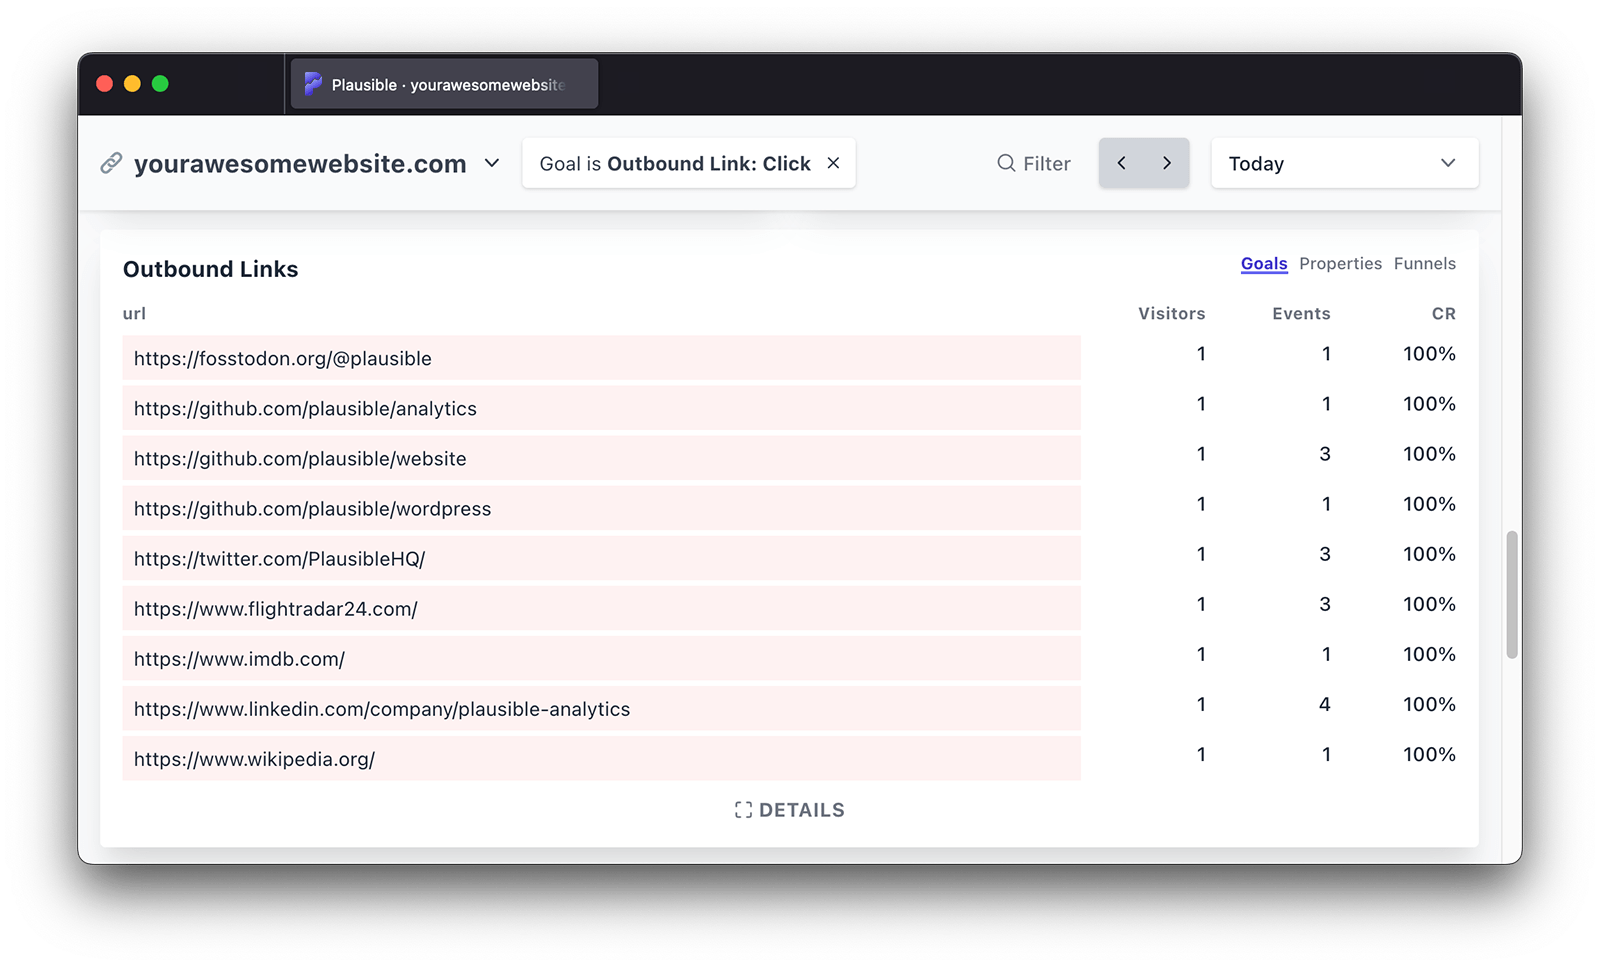 Plausible · yourawesomewebsite
yourawesomewebsite.com Goal is Outbound Link: Click Filter Today
Outbound Links Goals Properties Funnels
url Visitors Events CR
https://fosstodon.org/@plausible 1 1 100%
https://github.com/plausible/analytics 1 1 100%
https://github.com/plausible/website 1 3 100%
https://github.com/plausible/wordpress 1 1 100%
https://twitter.com/PlausibleHQ/ 1 3 100%
https://www.flightradar24.com/ 1 3 100%
https://www.imdb.com/ 1 1 100%
https://www.linkedin.com/company/plausible-analytics 1 4 100%
https://www.wikipedia.org/ 1 1 100%
DETAILS